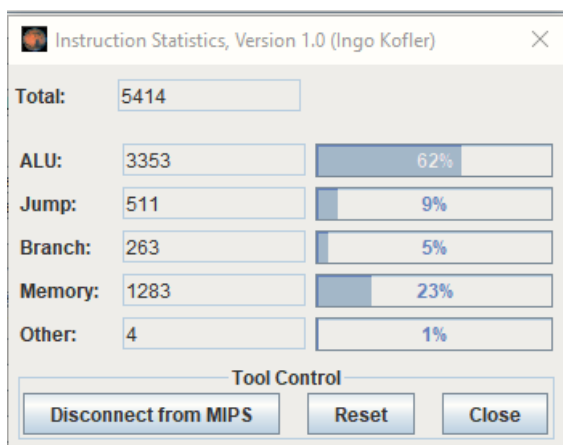 Instruction Statistics, Version 1.0 (Ingo Kofler)
Total: 5414
ALU: 3353 62%
Jump: 511 9%
Branch: 263 5%
Memory: 1283 23%
Other: 4 1%
Tool Control
Disconnect from MIPS Reset Close